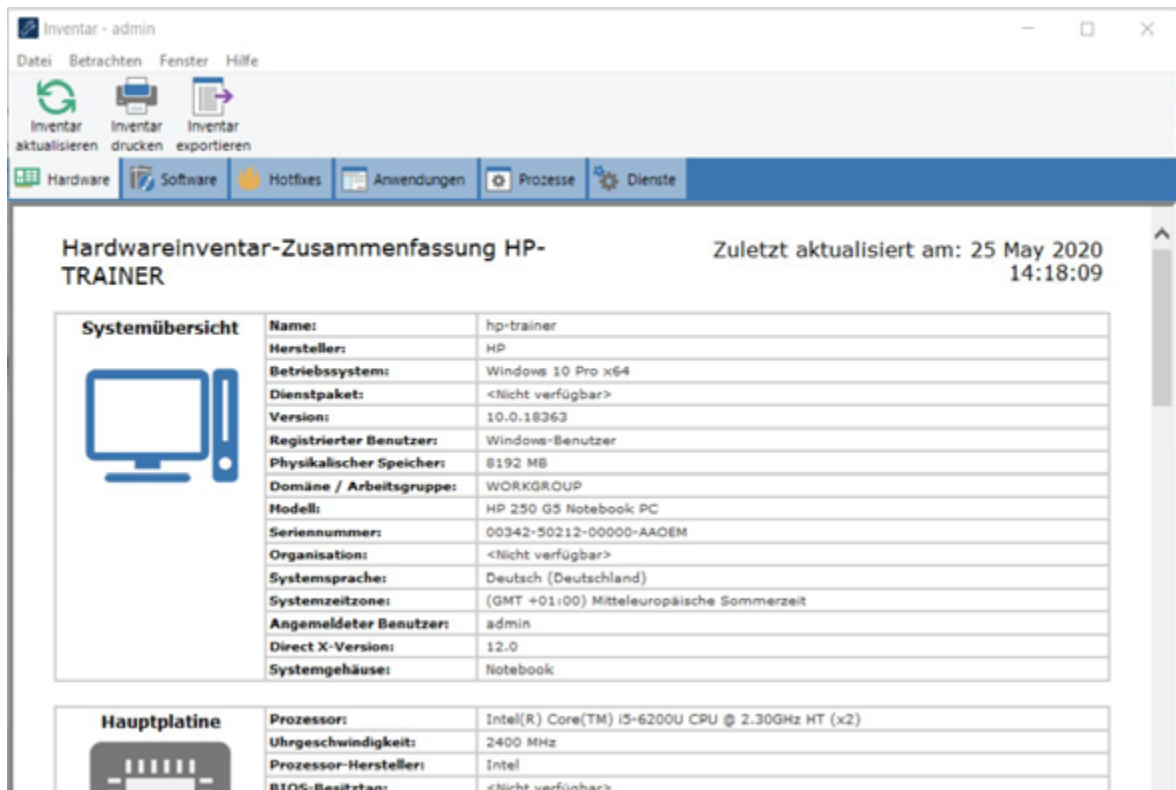 Inventar - admin
Datei Betrachten Fenster Hilfe
Inventar aktualisieren Inventar drucken Inventar exportieren
Hardware Software Hotfixes Anwendungen Prozesse Dienste
Hardwareinventar-Zusammenfassung HP-
TRAINER
Zuletzt aktualisiert am: 25 May 2020
14:18:09
Systemübersicht
Name: hp-trainer
Hersteller: HP
Betriebssystem: Windows 10 Pro x64
Dienstpaket: <Nicht verfügbar>
Version: 10.0.18363
Registrierter Benutzer: Windows-Benutzer
Physikalischer Speicher: 8192 MB
Domäne / Arbeitsgruppe: WORKGROUP
Modell: HP 250 G5 Notebook PC
Seriennummer: 00342-50212-00000-AAOEM
Organisation: <Nicht verfügbar>
Systemsprache: Deutsch (Deutschland)
Systemzeitzone: (GMT +01:00) Mitteleuropäische Sommerzeit
Angemeldeter Benutzer: admin
Direct X-Version: 12.0
Systemgehäuse: Notebook
Hauptplatine
Prozessor: Intel(R) Core(TM) i5-6200U CPU @ 2.30GHz HT (x2)
Uhrgeschwindigkeit: 2400 MHz
Prozessor-Hersteller: Intel
BIOS-Besitztag: <Nicht verfügbar>